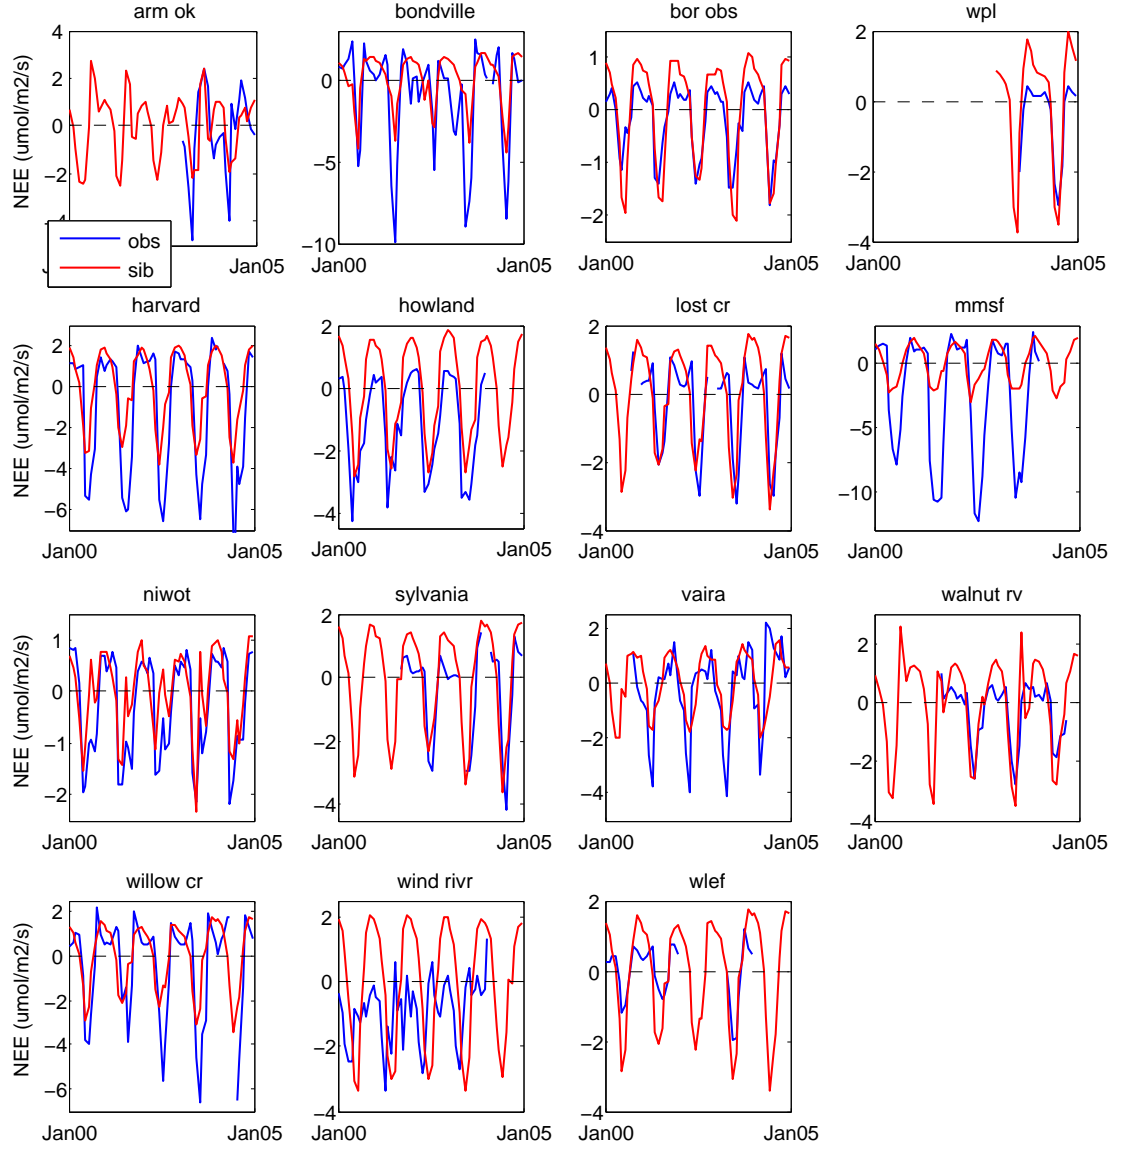 arm ok
bondville
bor obs
wpl
NEE (umol/m2/s)
4
2
0
−2
−4
Jan05
obs
sib
0
−5
−10
Jan00
Jan05
1
0
−1
−2
Jan00
Jan05
2
0
−2
−4
Jan00
Jan05
harvard
howland
lost cr
mmsf
NEE (umol/m2/s)
2
0
−2
−4
−6
Jan00
Jan05
2
0
−2
−4
Jan00
Jan05
2
0
−2
−4
Jan00
Jan05
0
−5
−10
Jan00
Jan05
niwot
sylvania
vaira
walnut rv
NEE (umol/m2/s)
1
0
−1
−2
Jan00
Jan05
2
0
−2
−4
Jan00
Jan05
2
0
−2
−4
Jan00
Jan05
2
0
−2
−4
Jan00
Jan05
willow cr
wind rivr
wlef
NEE (umol/m2/s)
2
0
−2
−4
−6
Jan00
Jan05
2
0
−2
−4
Jan00
Jan05
2
0
−2
−4
Jan00
Jan05